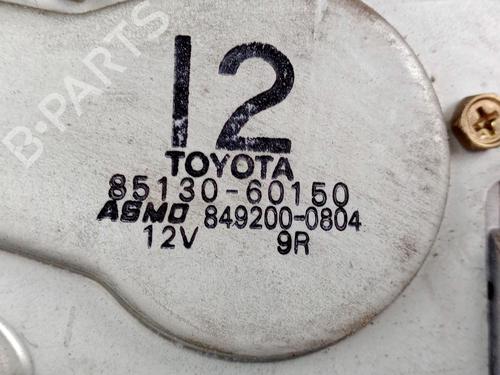 B-PARTS
12
TOYOTA
85130-60150
ASMO 849200-0804
12V 9R